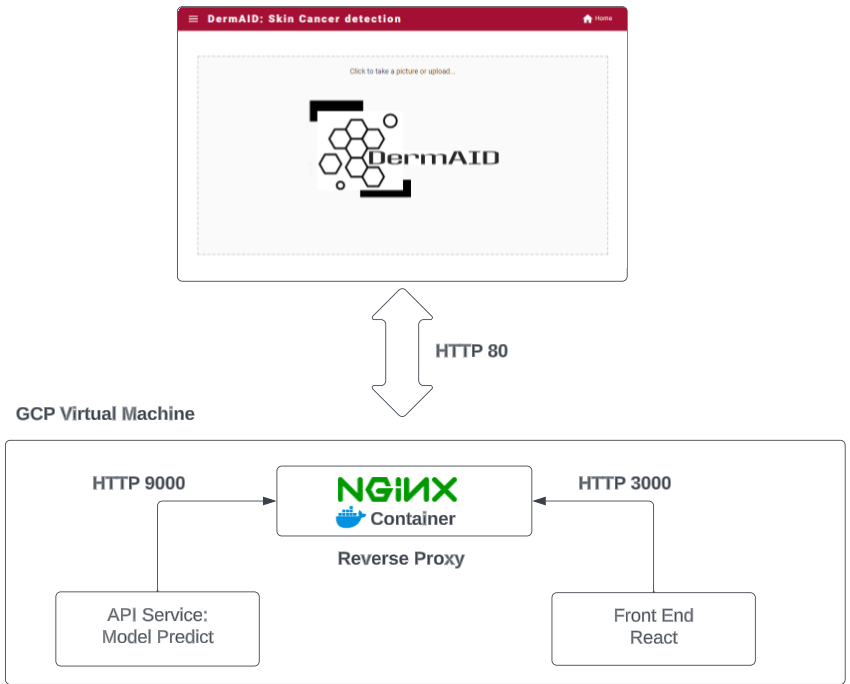 DermAID: Skin Cancer detection
Home
Click to take a picture or upload...
DermAID
HTTP 80
GCP Virtual Machine
HTTP 9000
NGiNX
HTTP 3000
Container
Reverse Proxy
API Service:
Model Predict
Front End
React